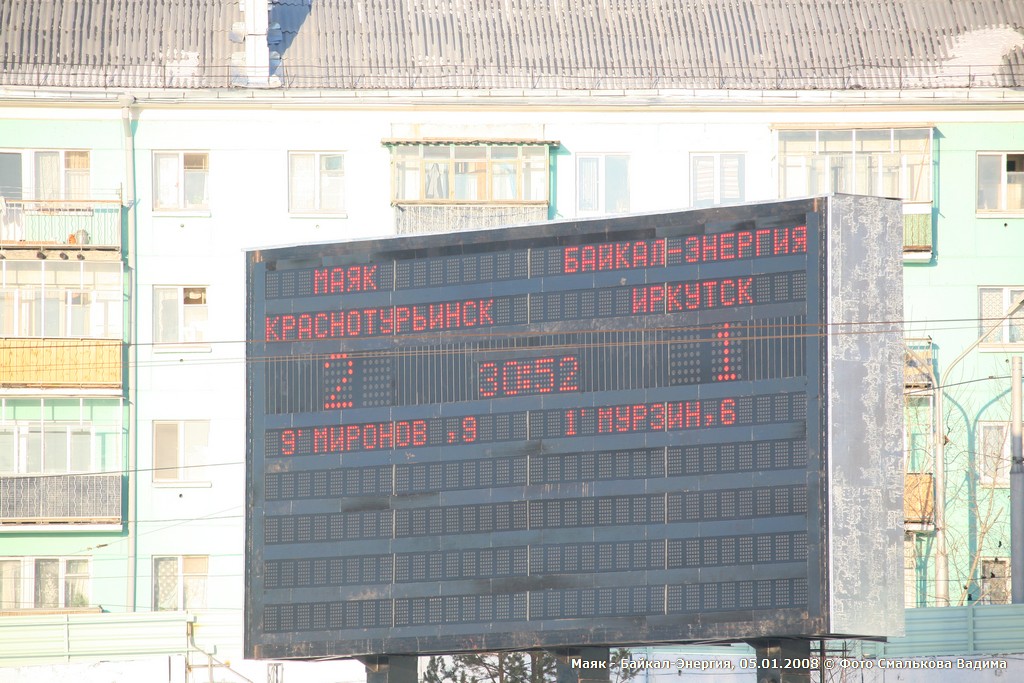 МАЯК БАЙКАЛ-ЭНЕРГИЯ
КРАСНОТУРЬИНСК ИРКУТСК
2 30:52 1
9' МИРОНОВ ,9 1' МУРЗИН,6
Маяк - Байкал-Энергия, 05.01.2008 © Фото Смалькова Вадима